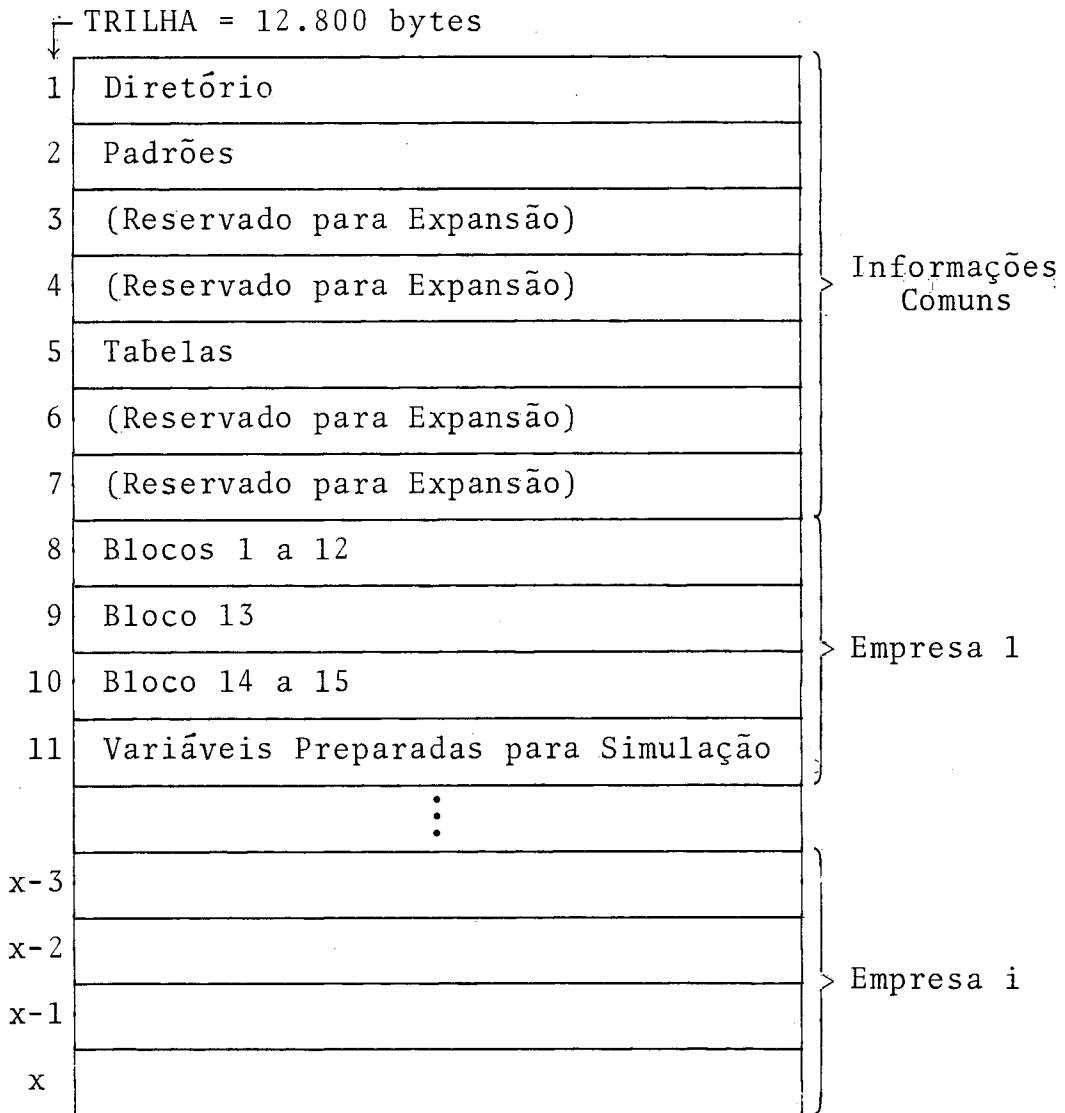 TRILHA = 12.800 bytes
1 Diretório
2 Padrões
3 (Reservado para Expansão)
4 (Reservado para Expansão)
Informações
Comuns
5 Tabelas
6 (Reservado para Expansão)
7 (Reservado para Expansão)
8 Blocos 1 a 12
9 Bloco 13
Empresa 1
10 Bloco 14 a 15
11 Variáveis Preparadas para Simulação
x-3
x-2
Empresa i
x-1
x